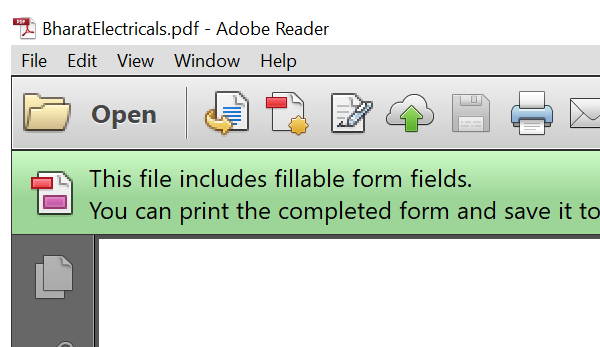 BharatElectricals.pdf - Adobe Reader
File Edit View Window Help
Open
This file includes fillable form fields.
You can print the completed form and save it to